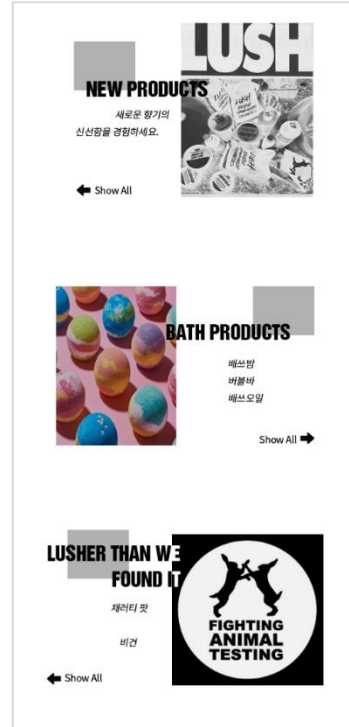 LUSH
NEW PRODUCTS
새로운 향기의
신선함을 경험하세요.
Show All
BATH PRODUCTS
배쓰밤
버블바
배쓰오일
Show All
LUSHER THAN WE
FOUND IT
채러티 팟
비건
Show All
FIGHTING
ANIMAL
TESTING